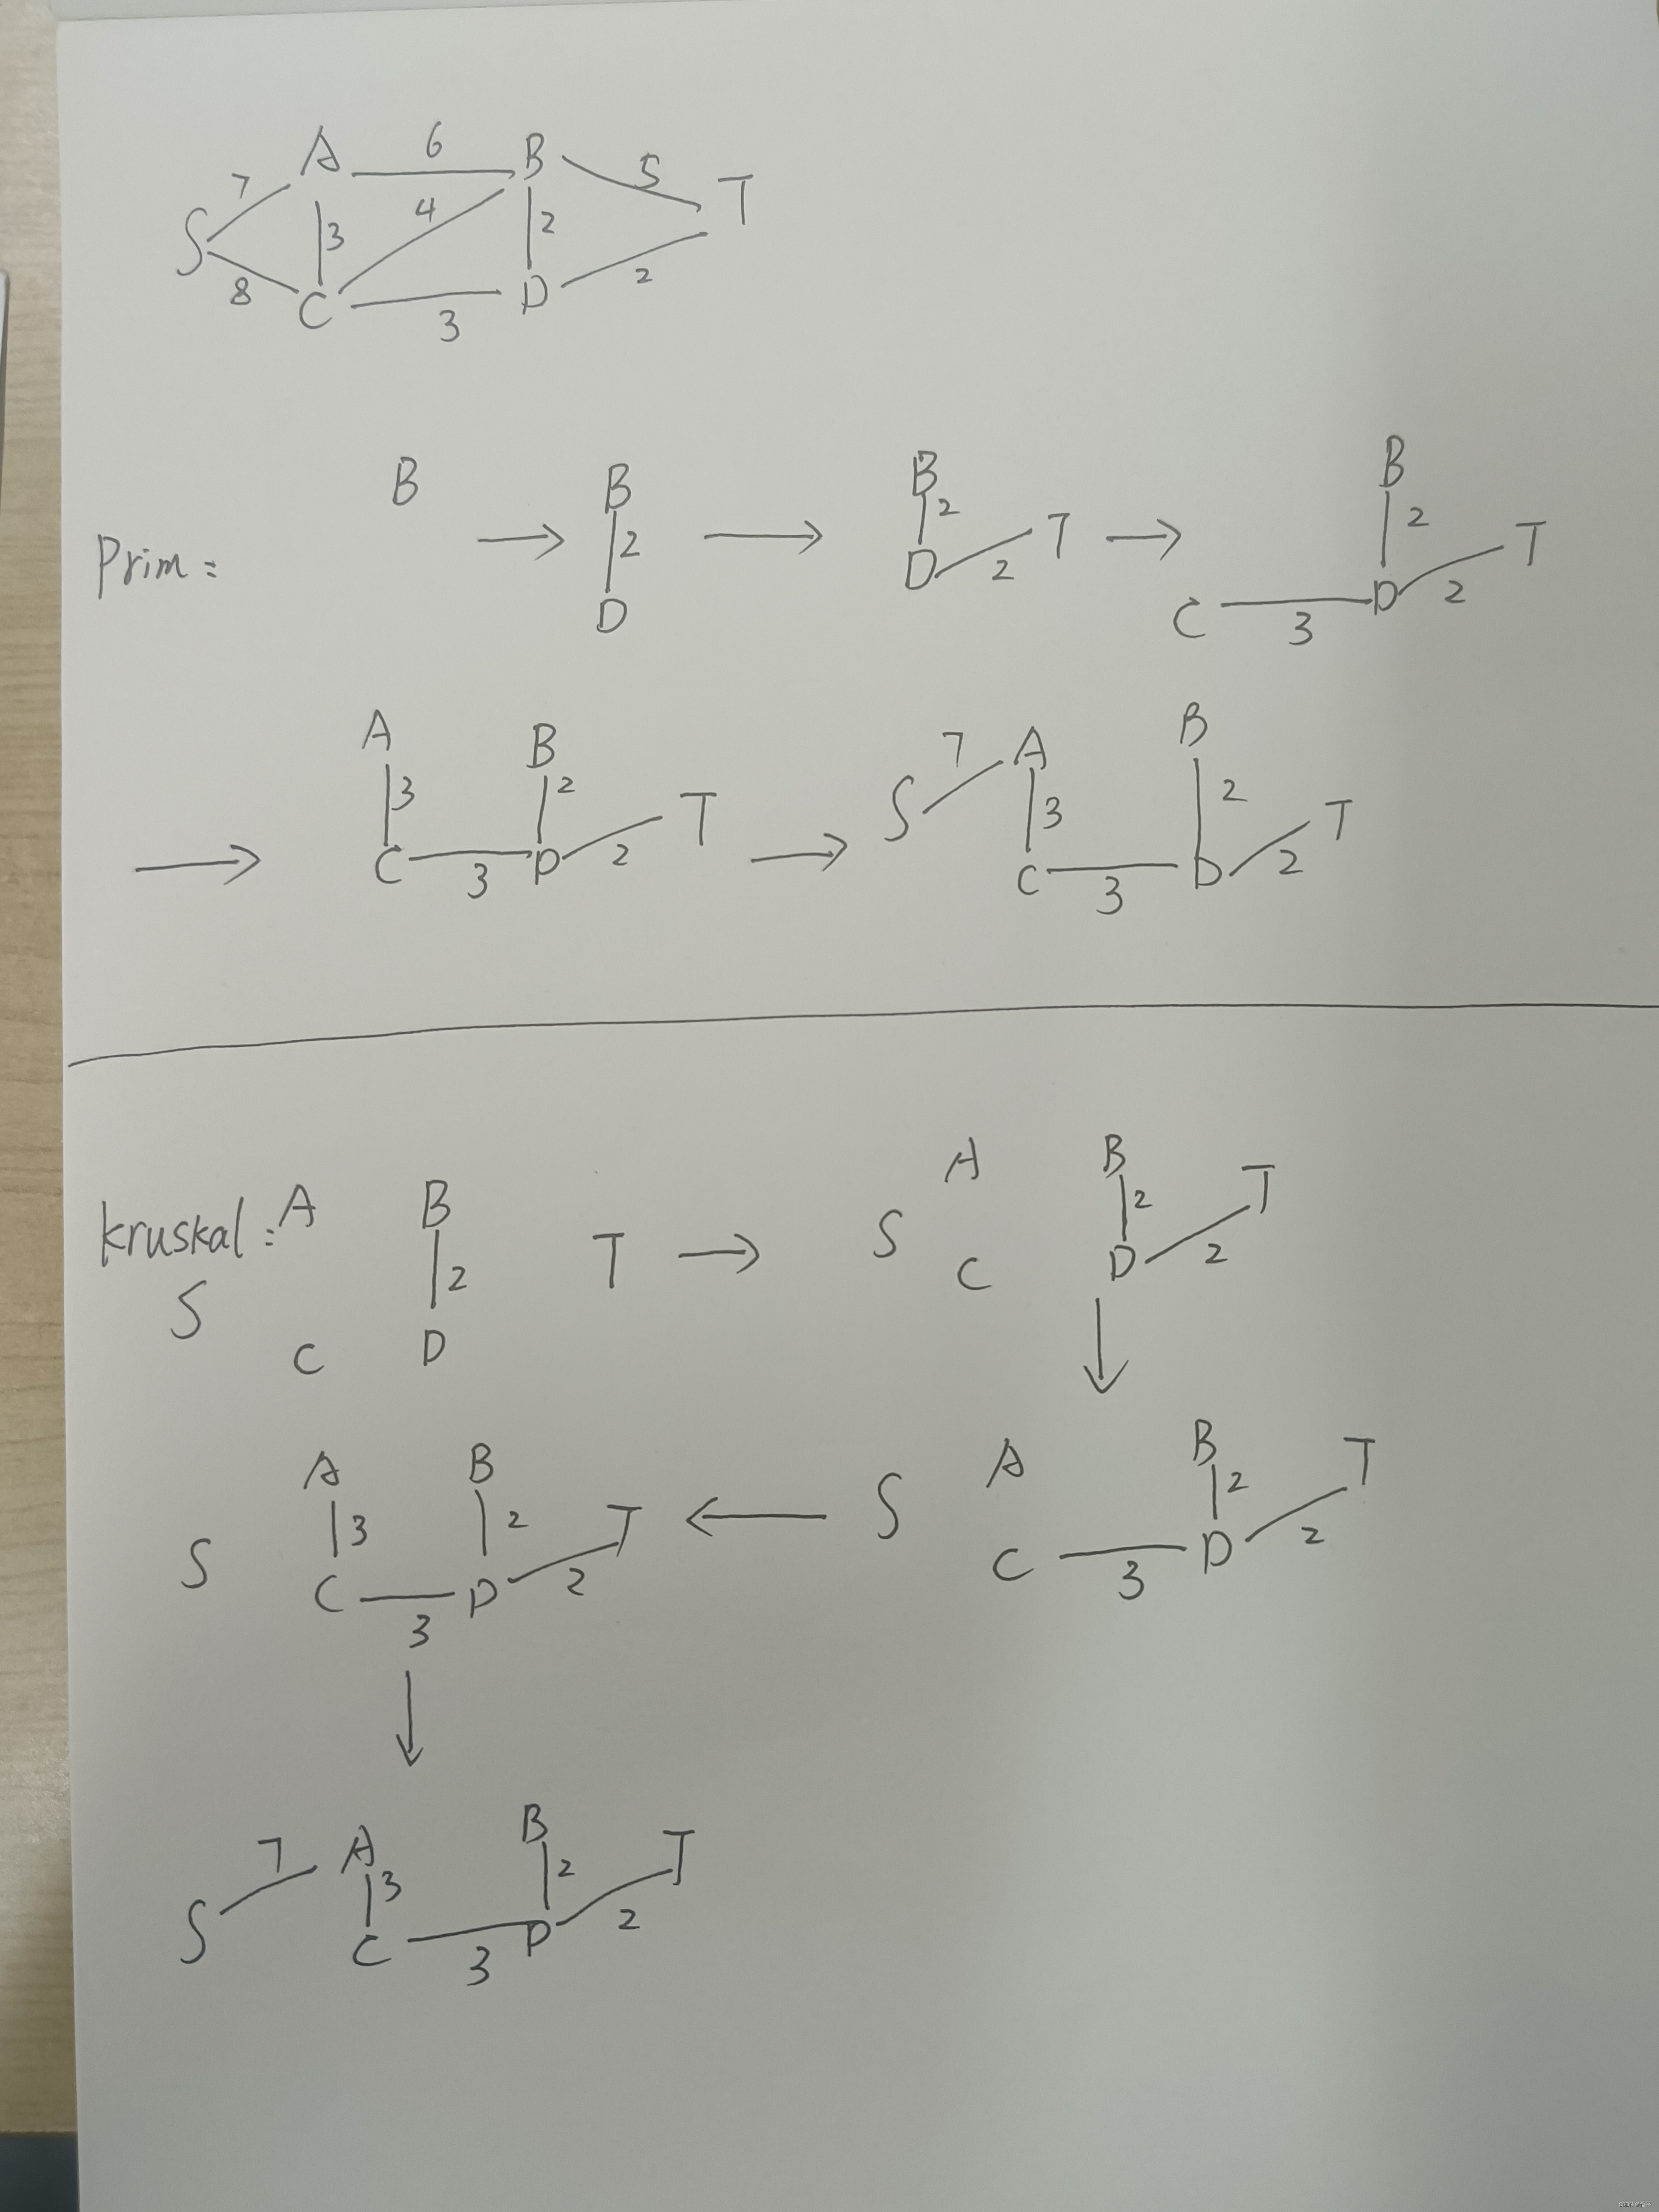 A 6 B 5 T
7 4 3 2
S
8 C 3 D 2
Prim:
B → B 2 D → B 2 D 2 T → B 2 T C 3 D 2
→ A 3 B 2 T C 3 D 2 → S 7 A 3 B 2 T C 3 D 2
kruskal: A B 2 T S C D → A B 2 T S C D 2
S A B 2 T C 3 D 2
A B T S 3 2 C 3 D 2
S 7 A 3 B 2 T C 3 D 2